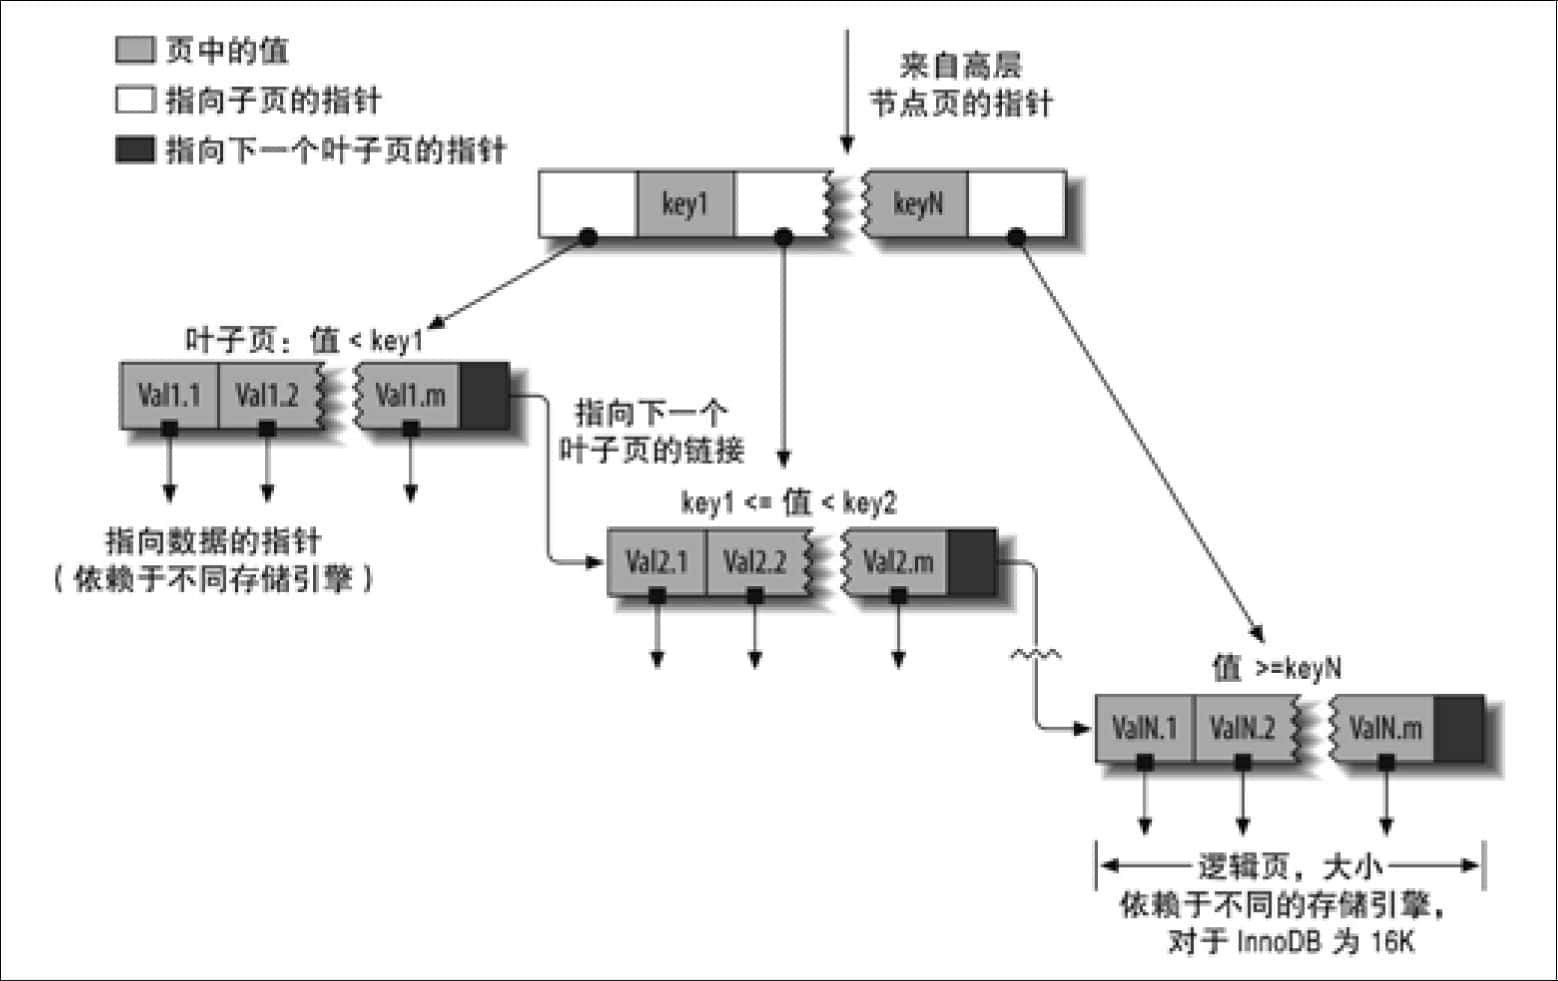 页中的值
指向子页的指针
指向下一个叶子页的指针
来自高层
节点页的指针
key1
keyN
叶子页：值 < key1
Val1.1
Val1.2
Val1.m
指向下一个
叶子页的链接
指向数据的指针
（依赖于不同存储引擎）
key1 <= 值 < key2
Val2.1
Val2.2
Val2.m
值 >=keyN
ValN.1
ValN.2
ValN.m
逻辑页，大小
依赖于不同的存储引擎，
对于 InnoDB 为 16K